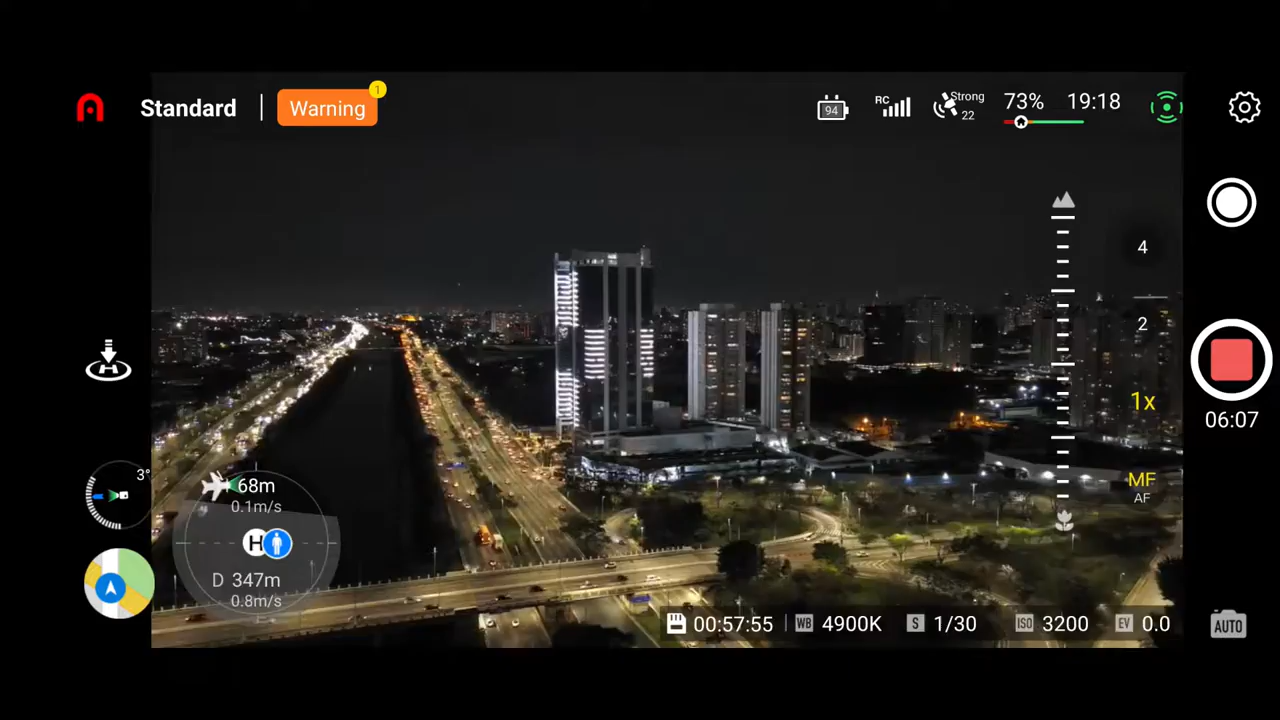 Standard
Warning
1
94
RC
Strong
22
73%
19:18
4
2
1x
MF
AF
06:07
3°
68m
0.1m/s
H
D 347m
0.8m/s
00:57:55
WB 4900K
S 1/30
ISO 3200
EV 0.0
AUTO